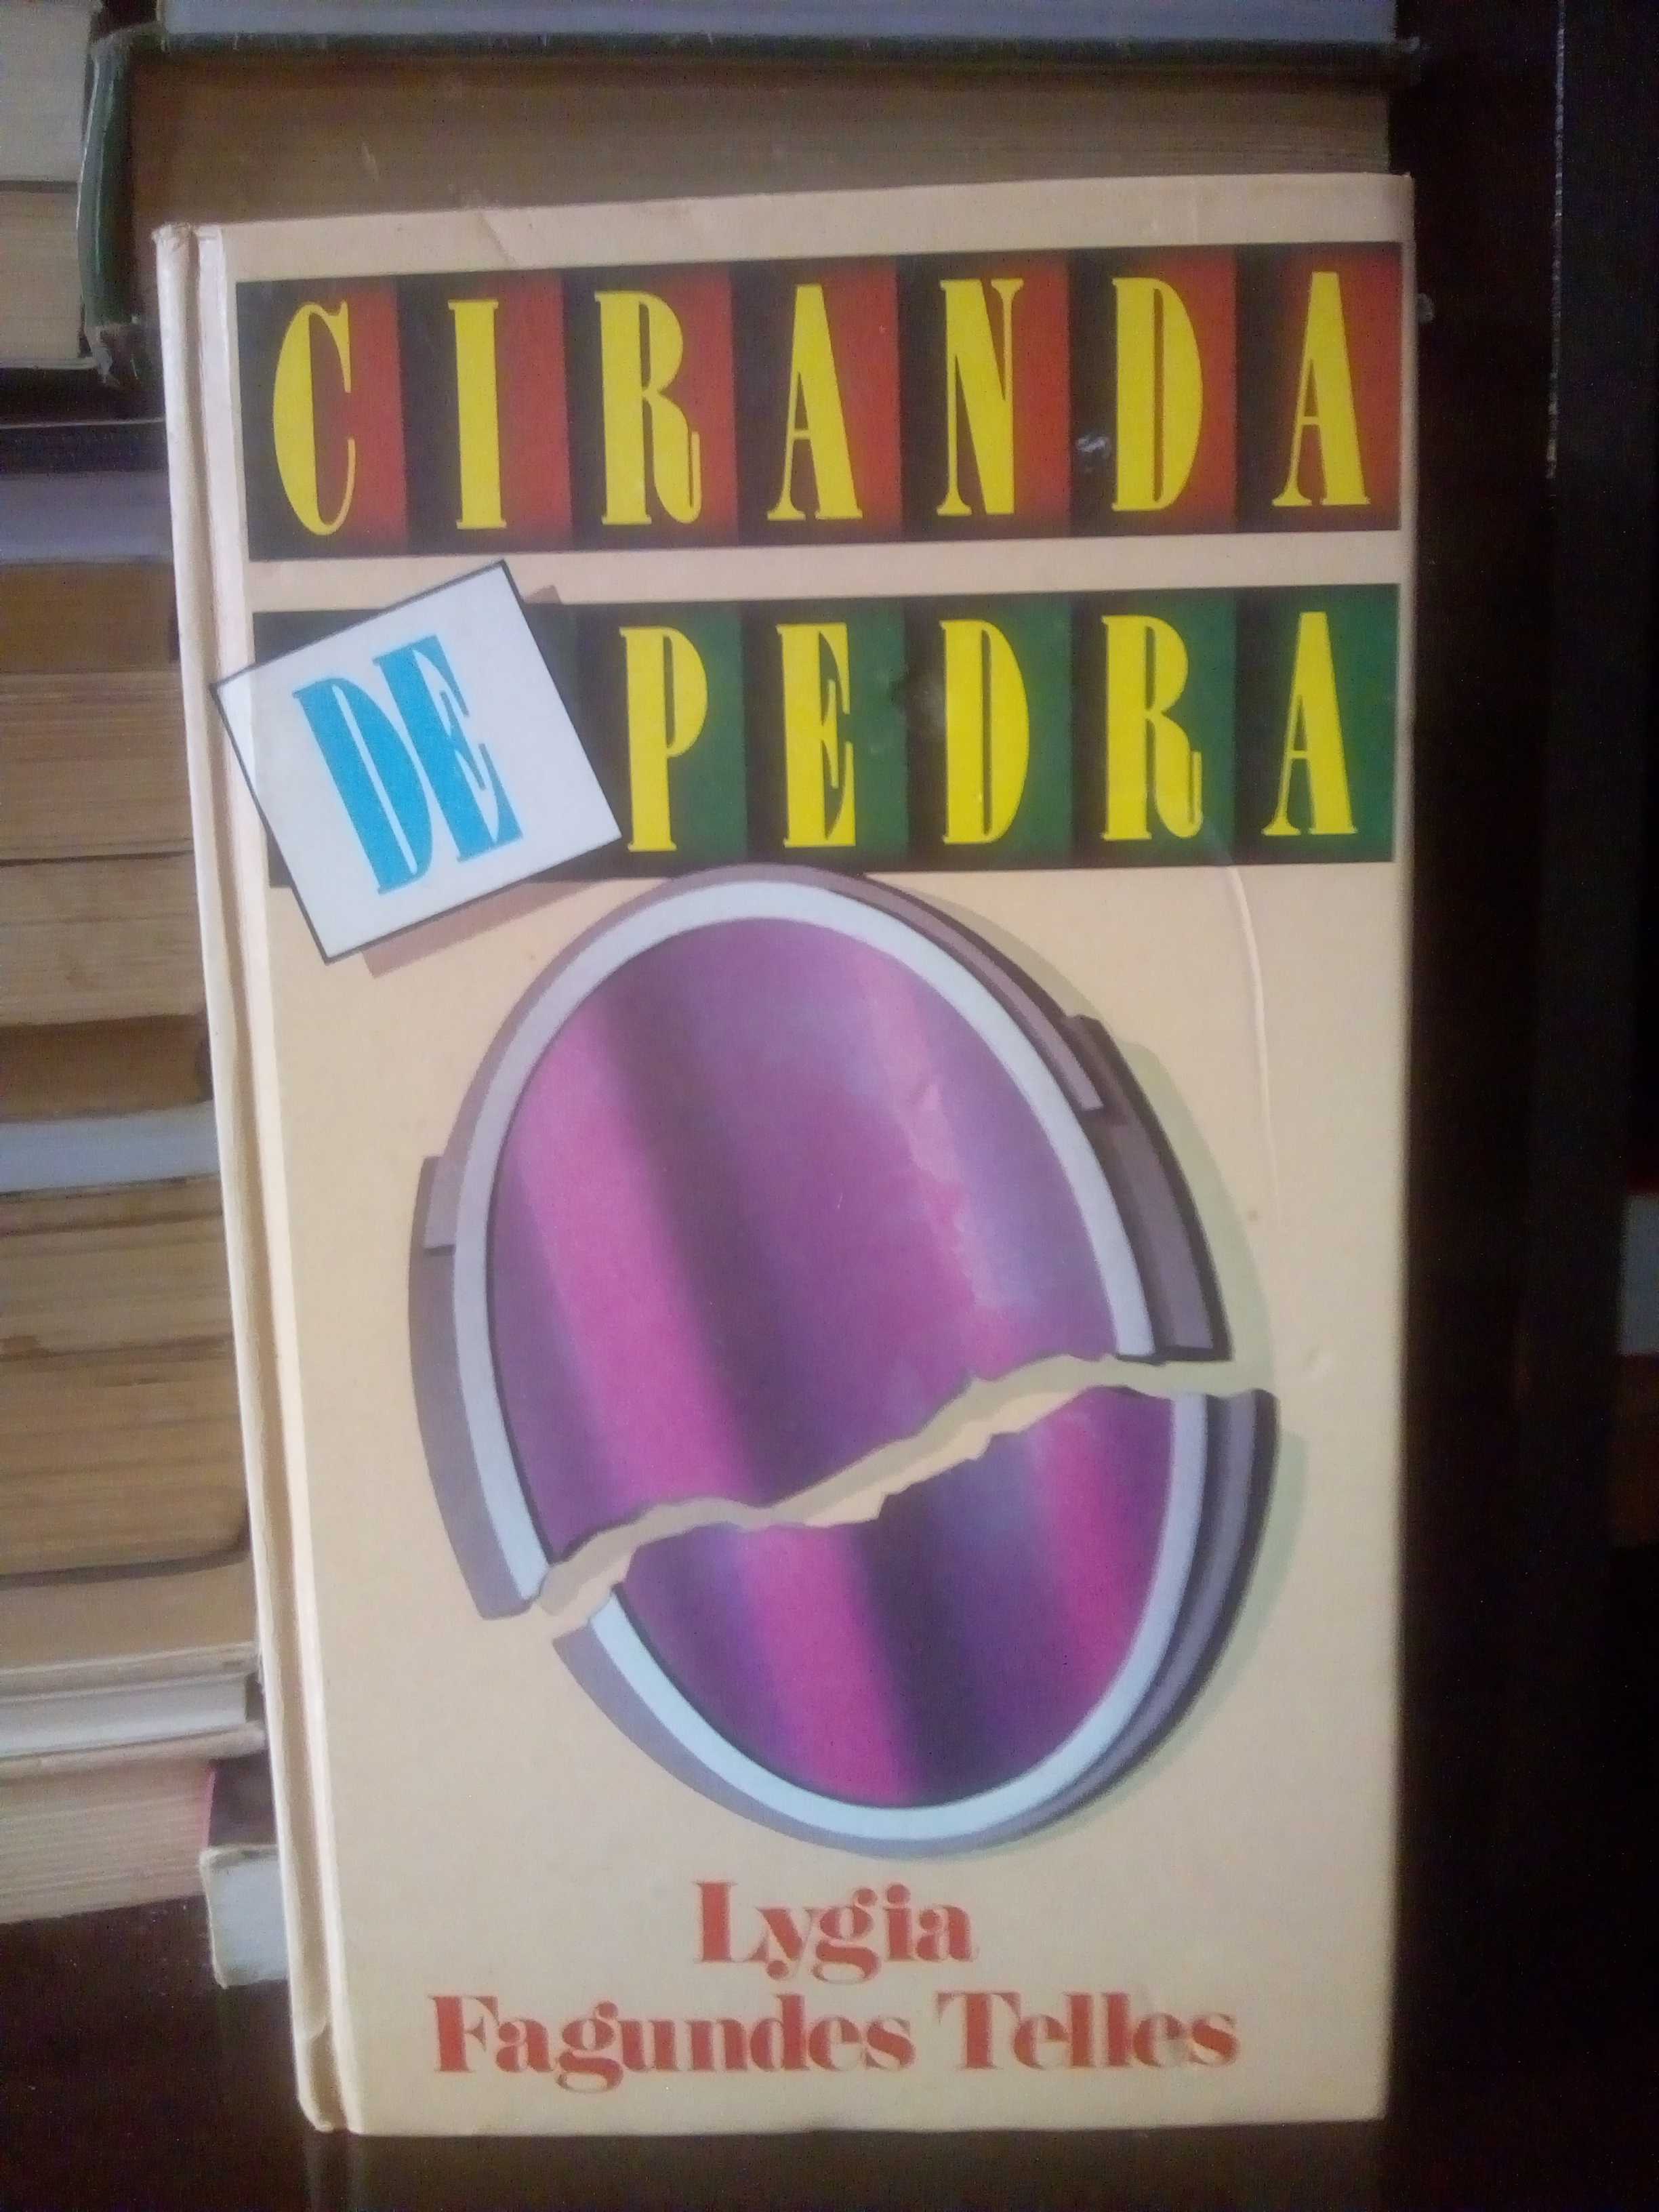 CIRANDA
DE PEDRA
Lygia
Fagundes Telles